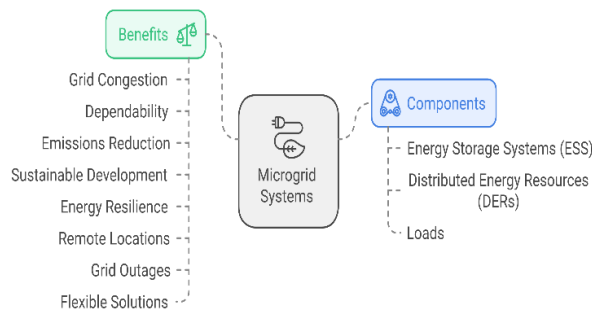 Benefits
Grid Congestion
Dependability
Emissions Reduction
Sustainable Development
Energy Resilience
Remote Locations
Grid Outages
Flexible Solutions
Microgrid
Systems
Components
Energy Storage Systems (ESS)
Distributed Energy Resources
(DERs)
Loads